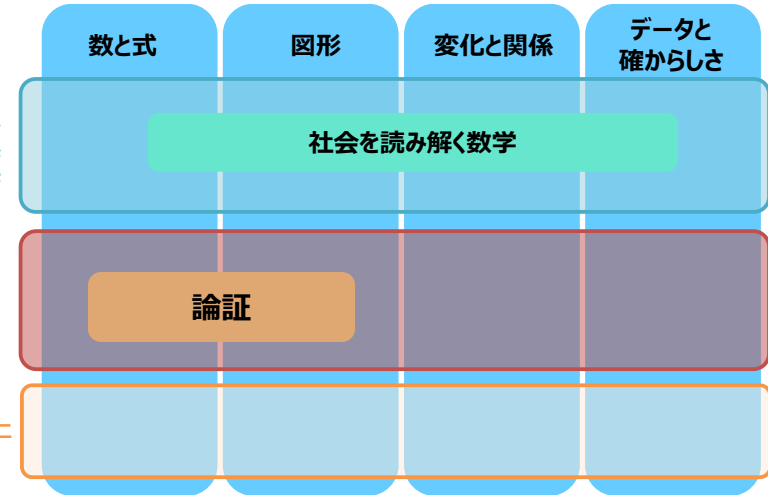 数と式
図形
変化と関係
データと
確からしさ
社会を読み解く数学
論証